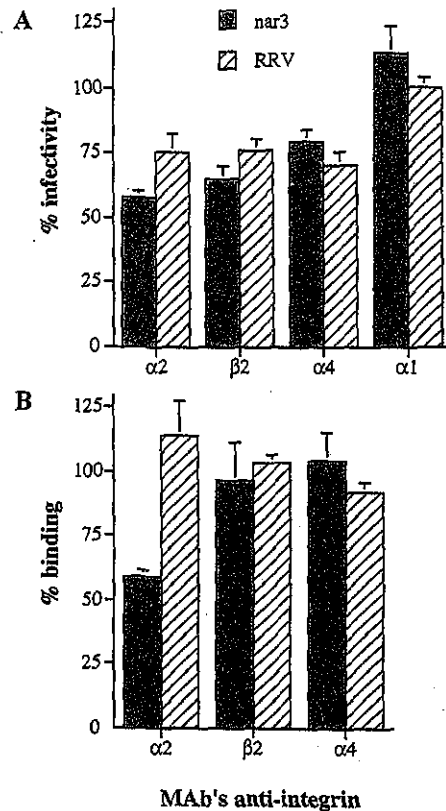 A
nar3
RRV
% infectivity
125
100
75
50
25
0
α2
β2
α4
α1
B
% binding
125
100
75
50
25
0
α2
β2
α4
MAb's anti-integrin